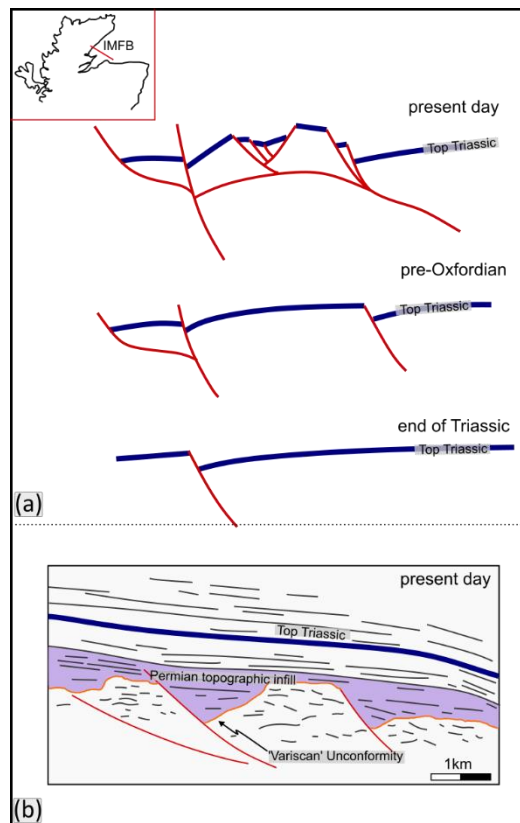 IMFB
present day
Top Triassic
pre-Oxfordian
Top Triassic
end of Triassic
Top Triassic
(a)
present day
Top Triassic
Permian topographic infill
'Variscan' Unconformity
1km
(b)